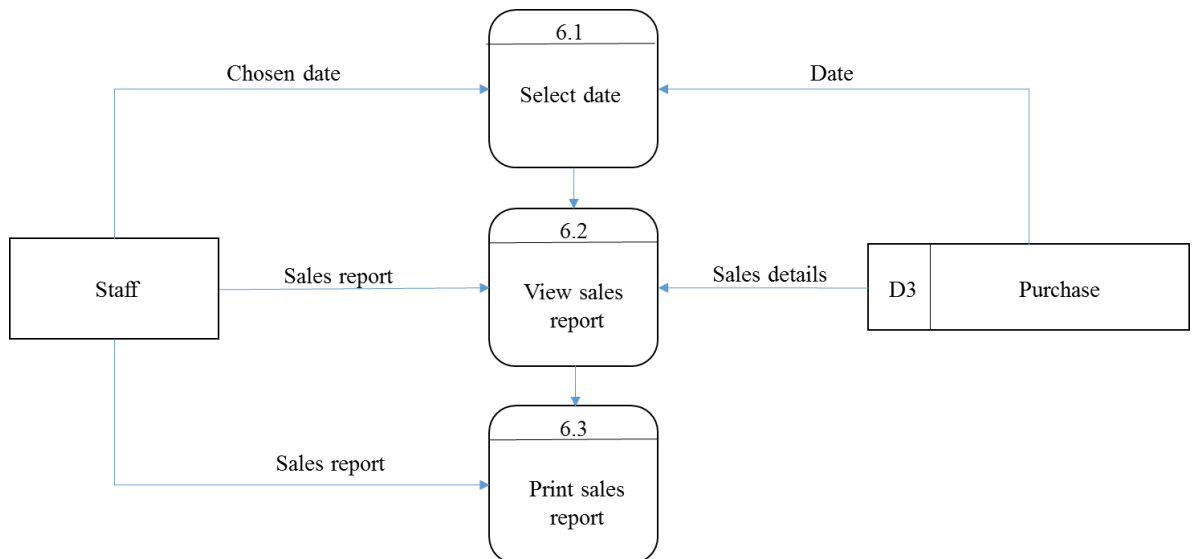 6.1
Chosen date
Date
Select date
6.2
Staff
Sales report
View sales
report
Sales details
D3
Purchase
6.3
Sales report
Print sales
report